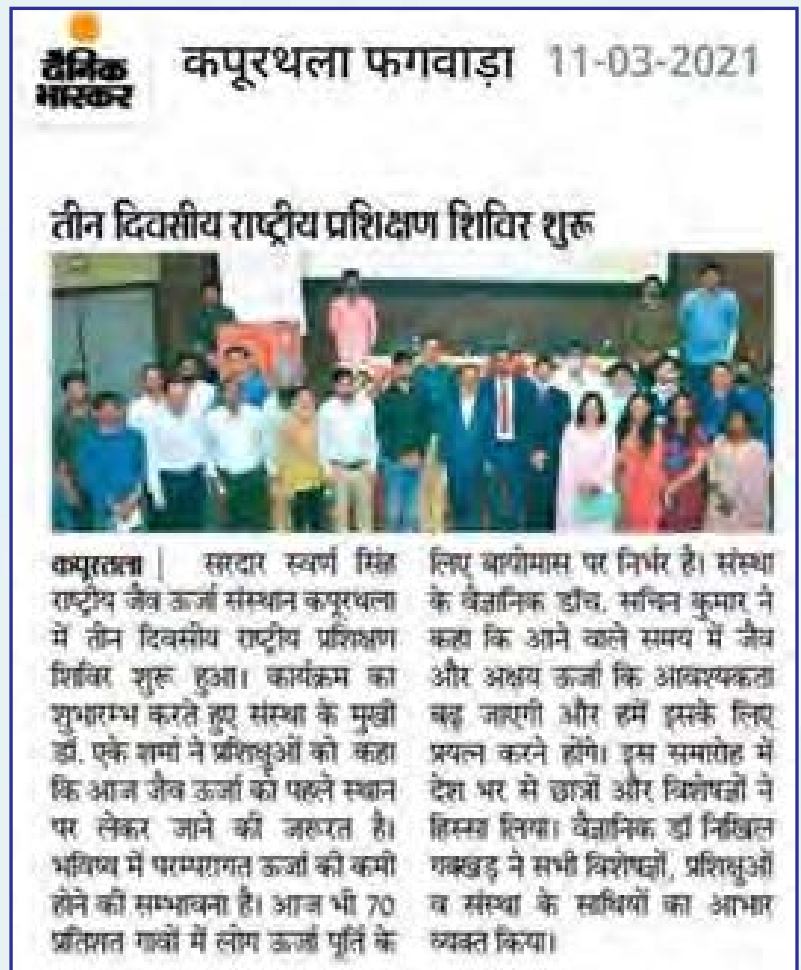 दैनिक
भास्कर
कपूरथला फगवाड़ा 11-03-2021
तीन दिवसीय राष्ट्रीय प्रशिक्षण शिविर शुरू
कपूरतला | सरदार स्वर्ण सिंह
राष्ट्रीय जैव ऊर्जा संस्थान कपूरथला
में तीन दिवसीय राष्ट्रीय प्रशिक्षण
शिविर शुरू हुआ। कार्यक्रम का
शुभारम्भ करते हुए संस्था के मुखी
डॉ. एके शर्मा ने प्रशिक्षुओं को कहा
कि आज जैव ऊर्जा को पहले स्थान
पर लेकर जाने की जरूरत है।
भविष्य में परम्परागत ऊर्जा की कमी
होने की सम्भावना है। आज भी 70
प्रतिशत गावों में लोग ऊर्जा पूर्ति के
लिए बायोमास पर निर्भर है। संस्था
के वैज्ञानिक डॉच. सचिन कुमार ने
कहा कि आने वाले समय में जैव
और अक्षय ऊर्जा कि आवश्यकता
बढ़ जाएगी और हमें इसके लिए
प्रयत्न करने होंगे। इस समारोह में
देश भर से छात्रों और विशेषज्ञों ने
हिस्सा लिया। वैज्ञानिक डॉ निखिल
गक्खड़ ने सभी विशेषज्ञों, प्रशिक्षुओं
व संस्था के साथियों का आभार
व्यक्त किया।